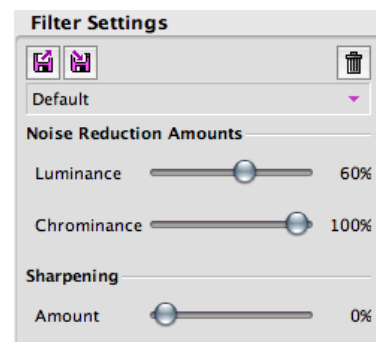 Filter Settings
Default
Noise Reduction Amounts
Luminance 60%
Chrominance 100%
Sharpening
Amount 0%